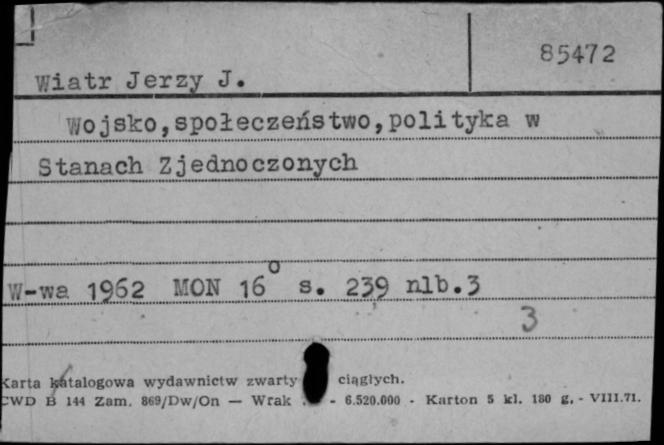 85472
Wiatr Jerzy J.
Wojsko,społeczeństwo,polityka w
Stanach Zjednoczonych
W-wa 1962 MON 16° s. 239 nlb.3
3
Karta katalogowa wydawnictw zwarty ciągłych.
CWD B 144 Zam. 869/Dw/On — Wrak - 6.520.000 - Karton 5 kl. 180 g. - VIII.71.